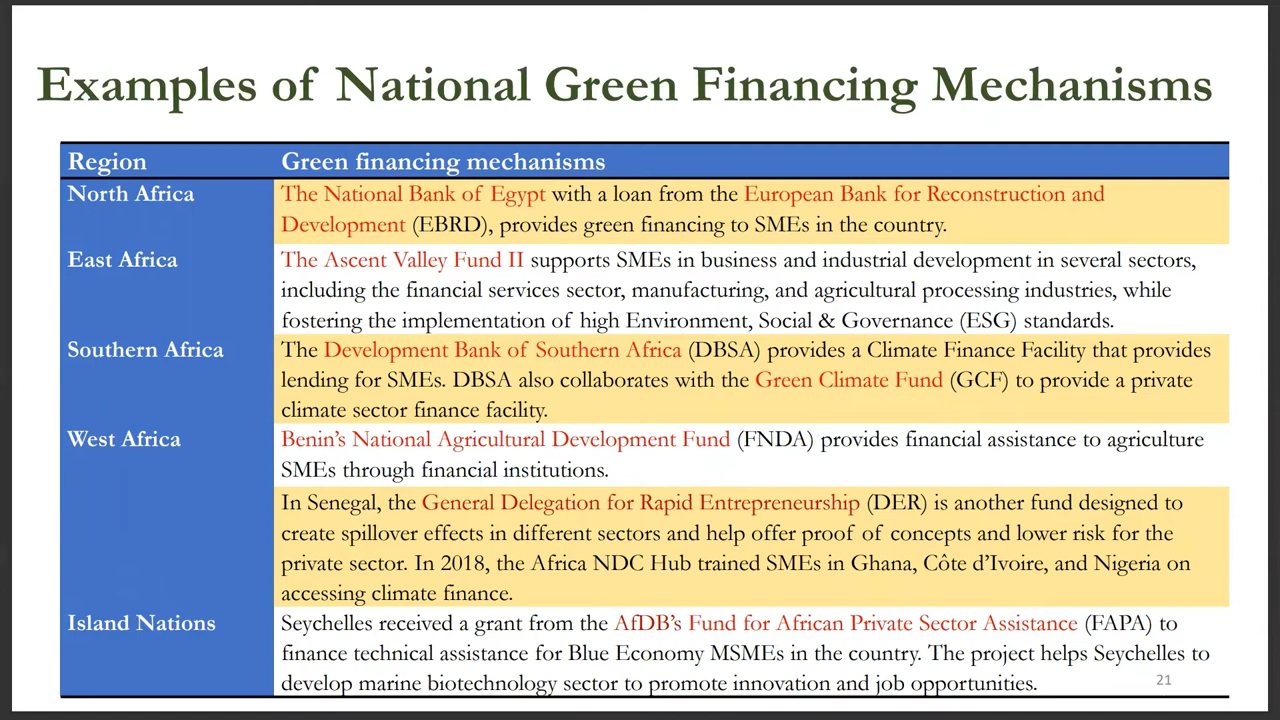 Examples of National Green Financing Mechanisms
Region
Green financing mechanisms
North Africa
The National Bank of Egypt with a loan from the European Bank for Reconstruction and
Development (EBRD), provides green financing to SMEs in the country.
East Africa
The Ascent Valley Fund II supports SMEs in business and industrial development in several sectors,
including the financial services sector, manufacturing, and agricultural processing industries, while
fostering the implementation of high Environment, Social & Governance (ESG) standards.
Southern Africa
The Development Bank of Southern Africa (DBSA) provides a Climate Finance Facility that provides
lending for SMEs. DBSA also collaborates with the Green Climate Fund (GCF) to provide a private
climate sector finance facility.
West Africa
Benin's National Agricultural Development Fund (FNDA) provides financial assistance to agriculture
SMEs through financial institutions.
In Senegal, the General Delegation for Rapid Entrepreneurship (DER) is another fund designed to
create spillover effects in different sectors and help offer proof of concepts and lower risk for the
private sector. In 2018, the Africa NDC Hub trained SMEs in Ghana, Côte d'Ivoire, and Nigeria on
accessing climate finance.
Island Nations
Seychelles received a grant from the AfDB's Fund for African Private Sector Assistance (FAPA) to
finance technical assistance for Blue Economy MSMEs in the country. The project helps Seychelles to
develop marine biotechnology sector to promote innovation and job opportunities.
21